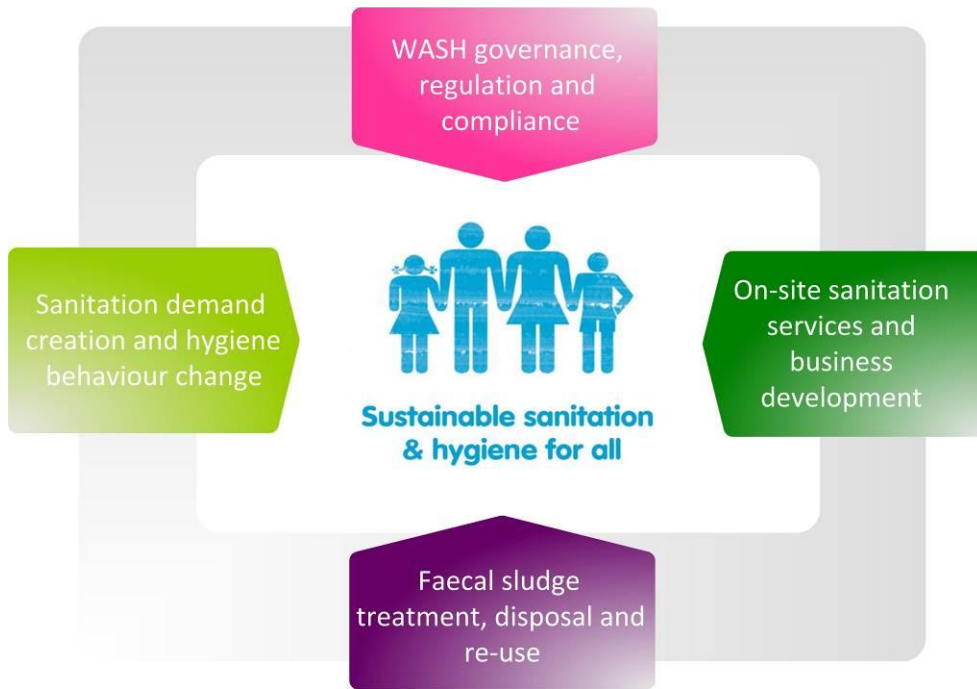 WASH governance,
regulation and
compliance
Sanitation demand
creation and hygiene
behaviour change
Sustainable sanitation
& hygiene for all
On-site sanitation
services and
business
development
Faecal sludge
treatment, disposal and
re-use